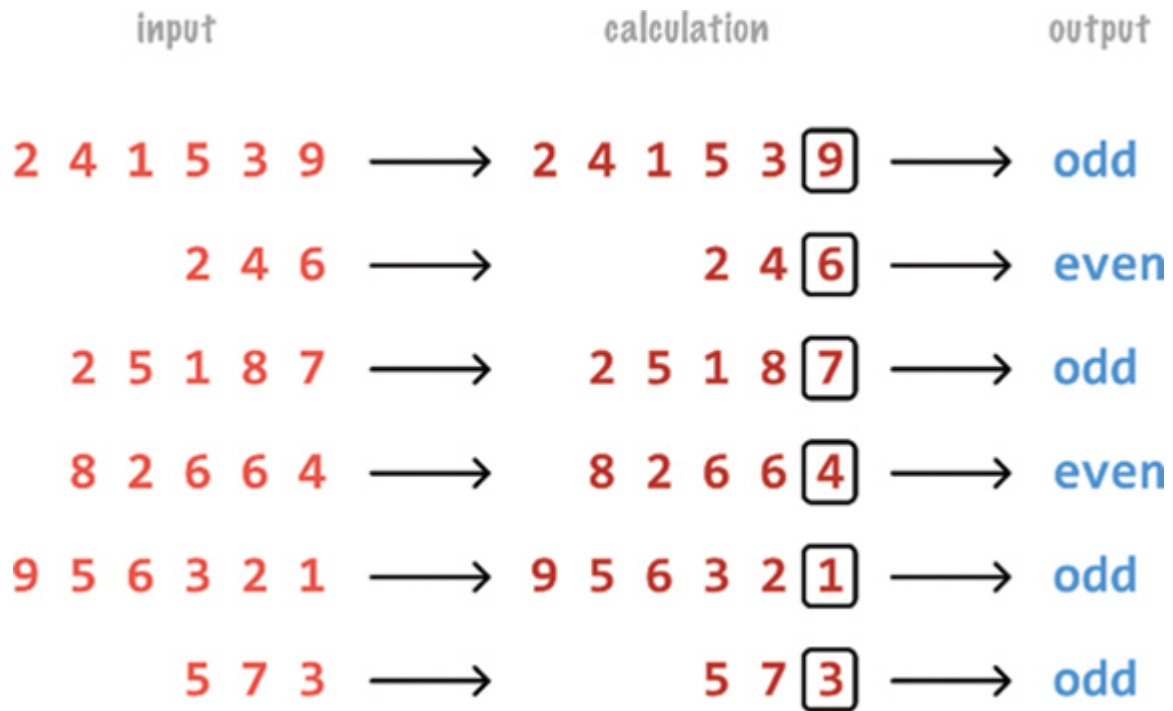 input calculation output
2 4 1 5 3 9 2 4 1 5 3 9 odd
2 4 6 2 4 6 even
2 5 1 8 7 2 5 1 8 7 odd
8 2 6 6 4 8 2 6 6 4 even
9 5 6 3 2 1 9 5 6 3 2 1 odd
5 7 3 5 7 3 odd